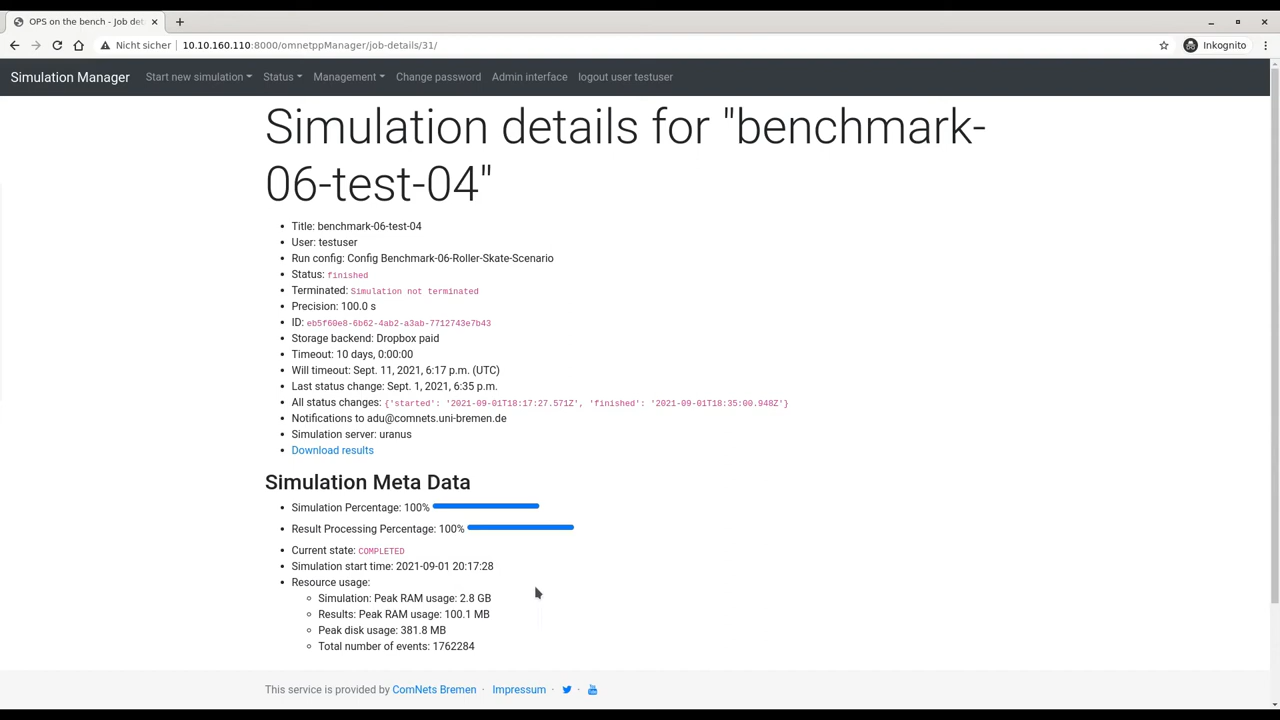 OPS on the bench - Job det
Nicht sicher
10.10.160.110:8000/omnetppManager/job-details/31/
Inkognito
Simulation Manager
Start new simulation
Status
Management
Change password
Admin interface
logout user testuser
Simulation details for "benchmark-
06-test-04"
Title: benchmark-06-test-04
User: testuser
Run config: Config Benchmark-06-Roller-Skate-Scenario
Status: finished
Terminated: Simulation not terminated
Precision: 100.0 s
ID: eb5f60e8-6b62-4ab2-a3ab-7712743e7b43
Storage backend: Dropbox paid
Timeout: 10 days, 0:00:00
Will timeout: Sept. 11, 2021, 6:17 p.m. (UTC)
Last status change: Sept. 1, 2021, 6:35 p.m.
All status changes: {'started': '2021-09-01T18:17:27.571Z', 'finished': '2021-09-01T18:35:00.948Z'}
Notifications to adu@comnets.uni-bremen.de
Simulation server: uranus
Download results
Simulation Meta Data
Simulation Percentage: 100%
Result Processing Percentage: 100%
Current state: COMPLETED
Simulation start time: 2021-09-01 20:17:28
Resource usage:
Simulation: Peak RAM usage: 2.8 GB
Results: Peak RAM usage: 100.1 MB
Peak disk usage: 381.8 MB
Total number of events: 1762284
This service is provided by ComNets Bremen · Impressum · ·